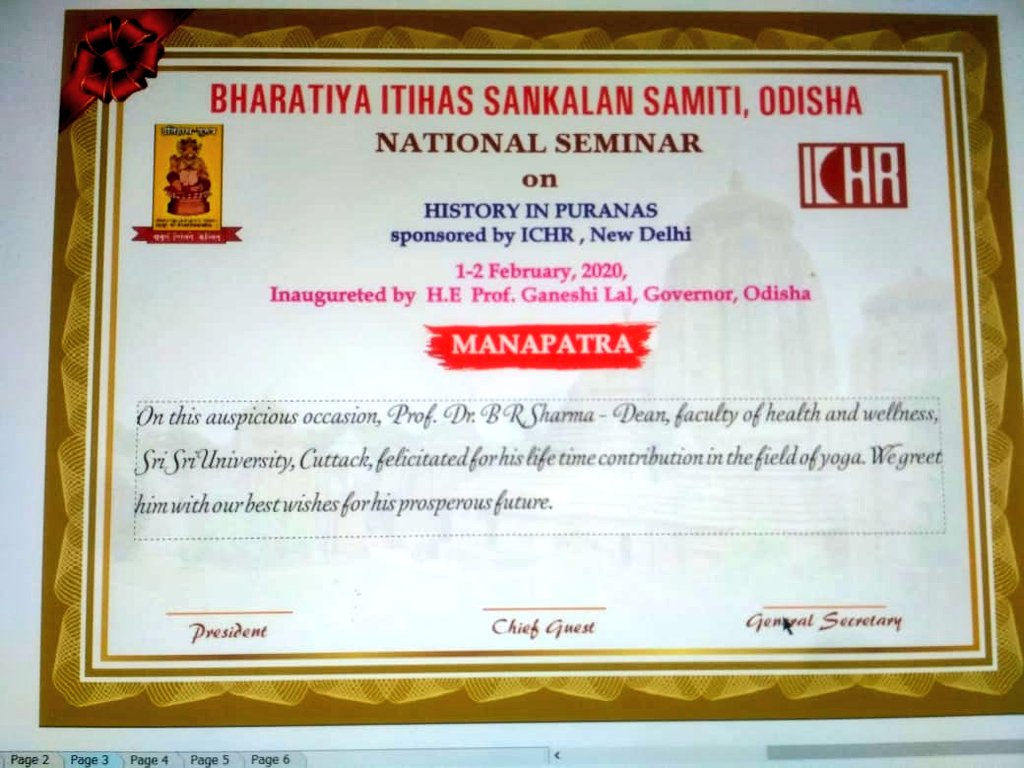 BHARATIYA ITIHAS SANKALAN SAMITI, ODISHA
NATIONAL SEMINAR
on
ICHR
HISTORY IN PURANAS
sponsored by ICHR , New Delhi
1-2 February, 2020,
Inaugureted by H.E Prof. Ganeshi Lal, Governor, Odisha
MANAPATRA
On this auspicious occasion, Prof. Dr. B R Sharma - Dean, faculty of health and wellness,
Sri Sri University, Cuttack, felicitated for his life time contribution in the field of yoga. We greet
him with our best wishes for his prosperous future.
President
Chief Guest
General Secretary
Page 2 Page 3 Page 4 Page 5 Page 6